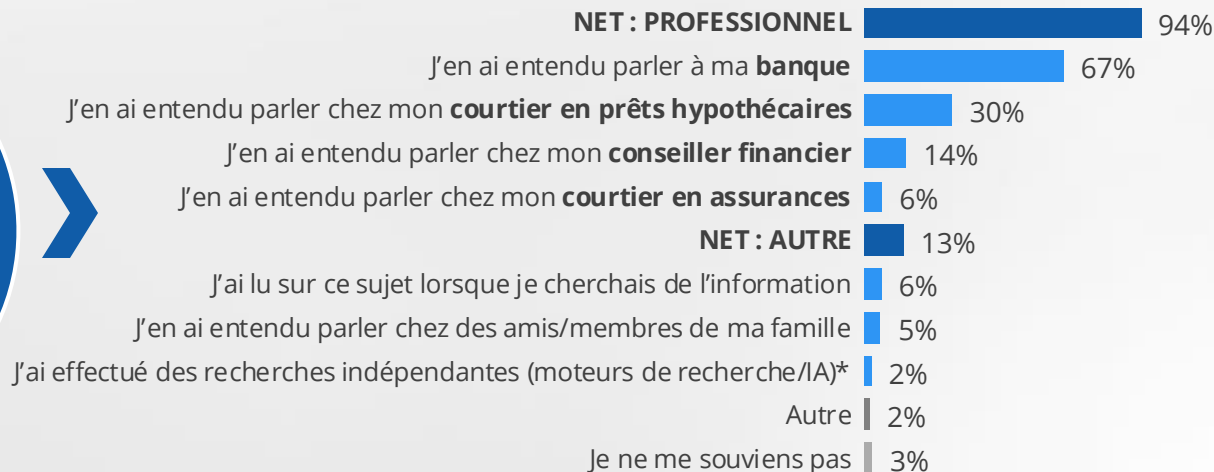 NET : PROFESSIONNEL 94%
J'en ai entendu parler à ma banque 67%
J'en ai entendu parler chez mon courtier en prêts hypothécaires 30%
J'en ai entendu parler chez mon conseiller financier 14%
J'en ai entendu parler chez mon courtier en assurances 6%
NET : AUTRE 13%
J'ai lu sur ce sujet lorsque je cherchais de l'information 6%
J'en ai entendu parler chez des amis/membres de ma famille 5%
J'ai effectué des recherches indépendantes (moteurs de recherche/IA)* 2%
Autre 2%
Je ne me souviens pas 3%